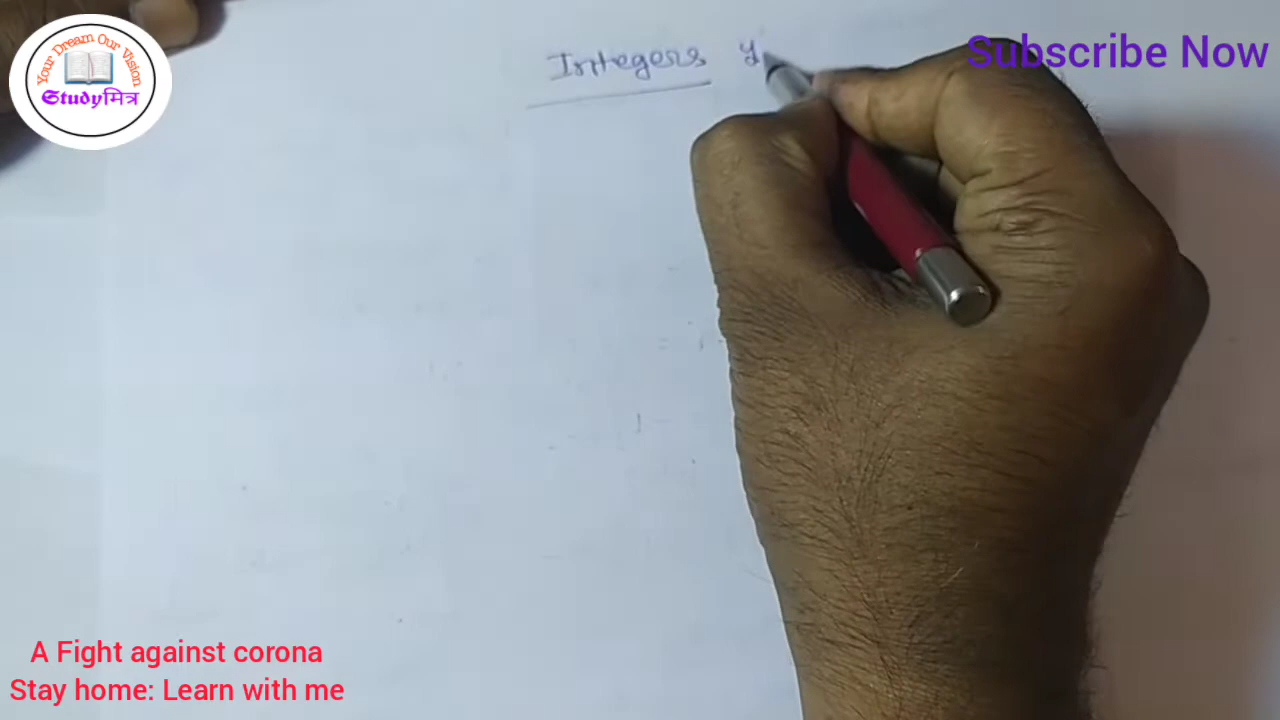 Your Dream Our Vision
Studyमित्र
Integers
Subscribe Now
A Fight against corona
Stay home: Learn with me